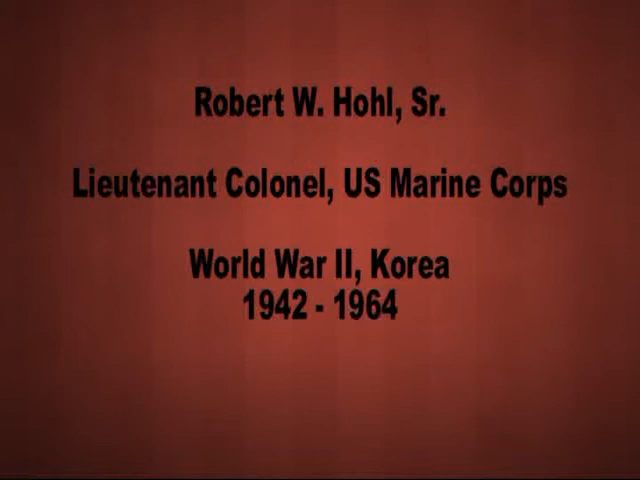 Robert W. Hohl, Sr.
Lieutenant Colonel, US Marine Corps
World War II, Korea
1942 - 1964